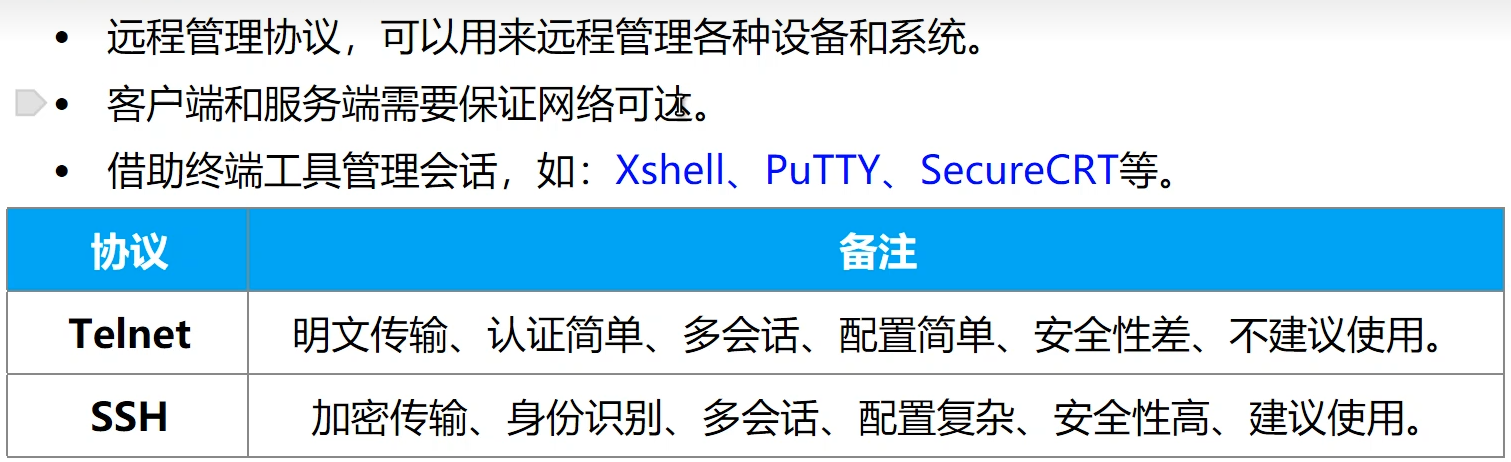 • 远程管理协议，可以用来远程管理各种设备和系统。
• 客户端和服务端需要保证网络可达。
• 借助终端工具管理会话，如：Xshell、PuTTY、SecureCRT等。
协议 备注
Telnet 明文传输、认证简单、多会话、配置简单、安全性差、不建议使用。
SSH 加密传输、身份识别、多会话、配置复杂、安全性高、建议使用。